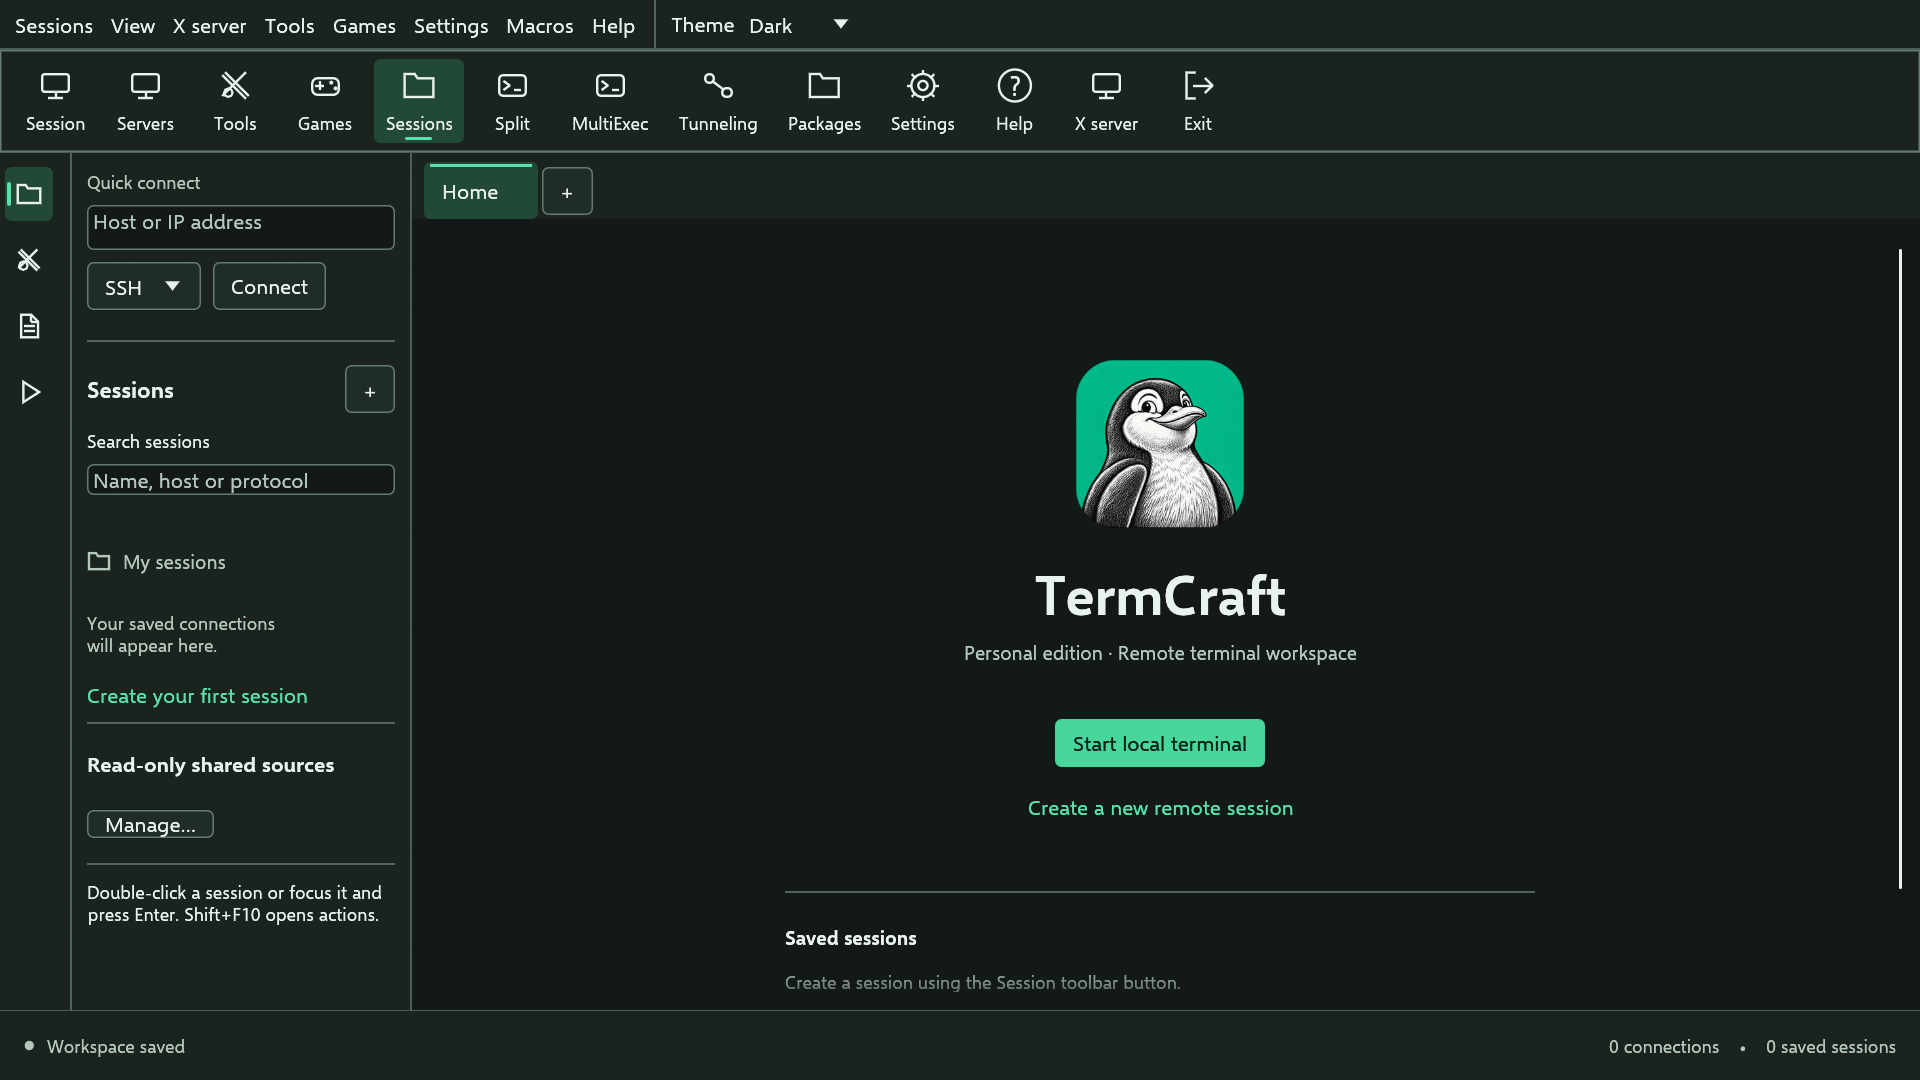 Sessions View X server Tools Games Settings Macros Help Theme Dark
Session Servers Tools Games Sessions Split MultiExec Tunneling Packages Settings Help X server Exit
Quick connect
Host or IP address
SSH Connect
Sessions +
Search sessions
Name, host or protocol
My sessions
Your saved connections
will appear here.
Create your first session
Read-only shared sources
Manage...
Double-click a session or focus it and
press Enter. Shift+F10 opens actions.
Home +
TermCraft
Personal edition · Remote terminal workspace
Start local terminal
Create a new remote session
Saved sessions
Create a session using the Session toolbar button.
Workspace saved
0 connections • 0 saved sessions